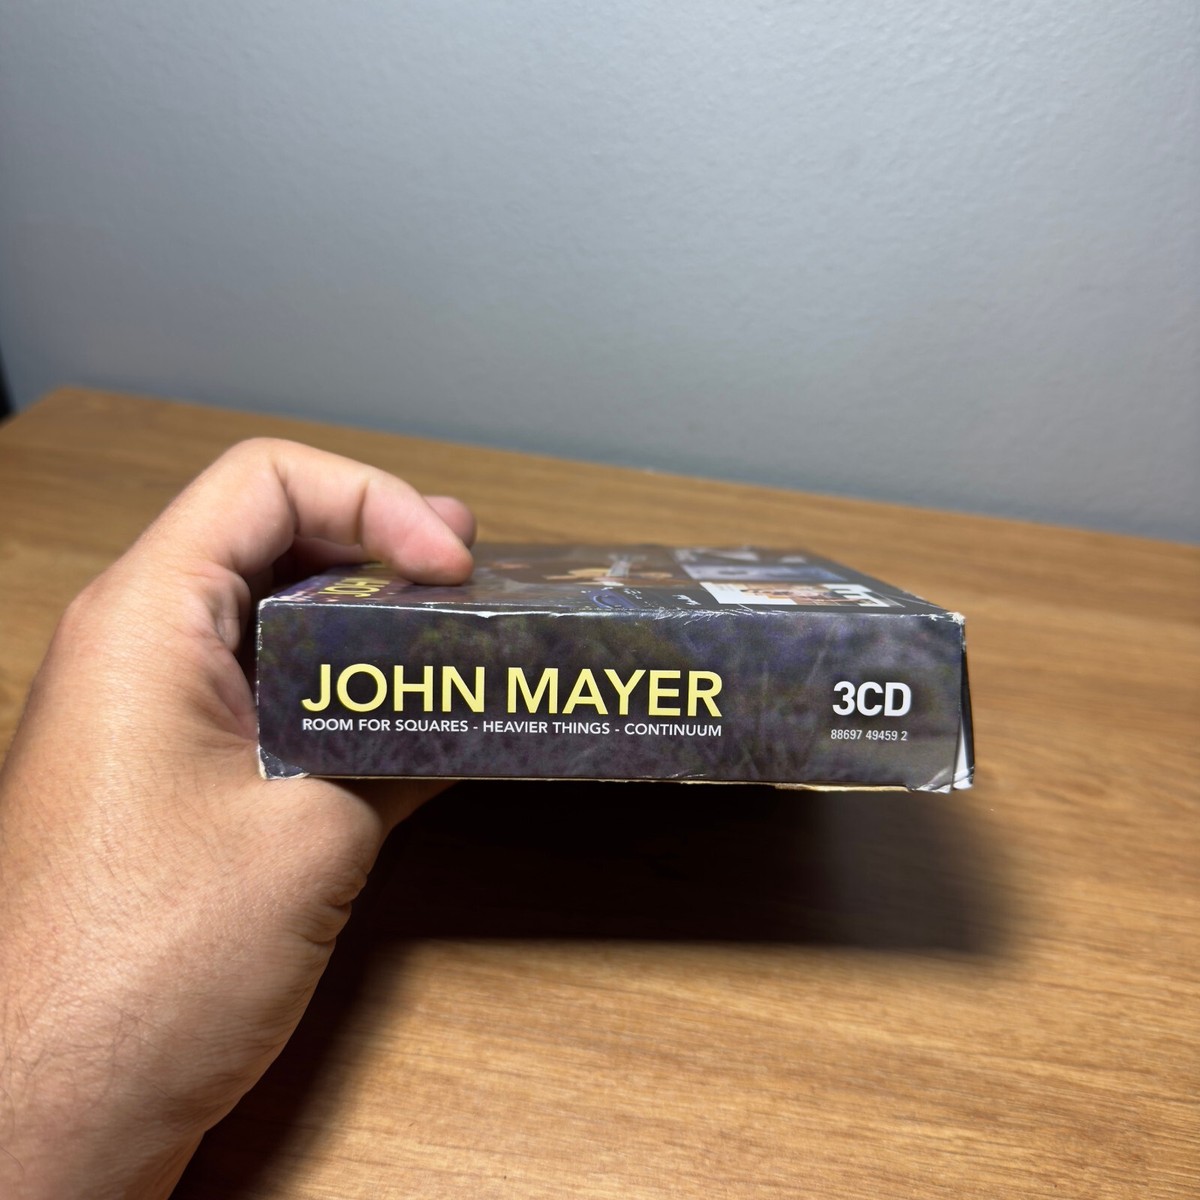 JOHN MAYER
ROOM FOR SQUARES - HEAVIER THINGS - CONTINUUM
3CD
88697 49459 2